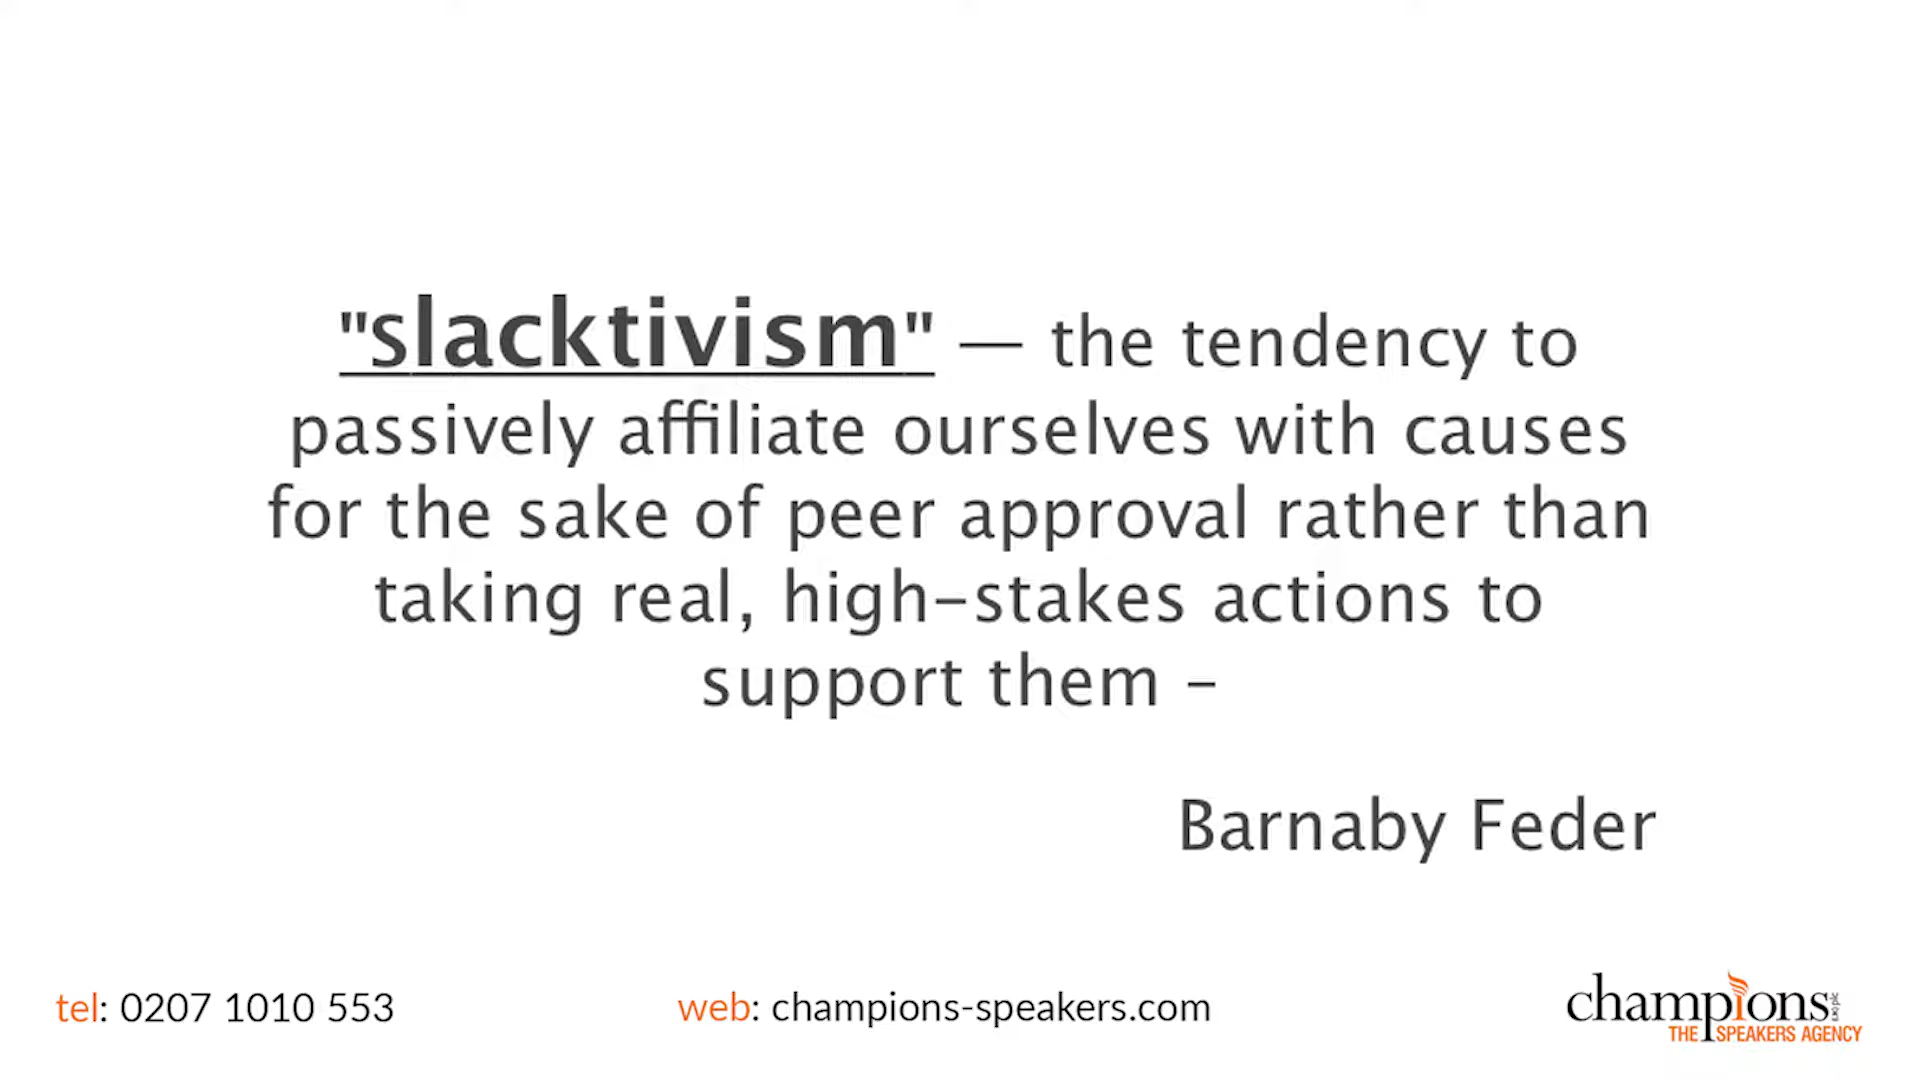 "slacktivism" — the tendency to
passively affiliate ourselves with causes
for the sake of peer approval rather than
taking real, high-stakes actions to
support them –
Barnaby Feder
tel: 0207 1010 553
web: champions-speakers.com
champions
THE SPEAKERS AGENCY